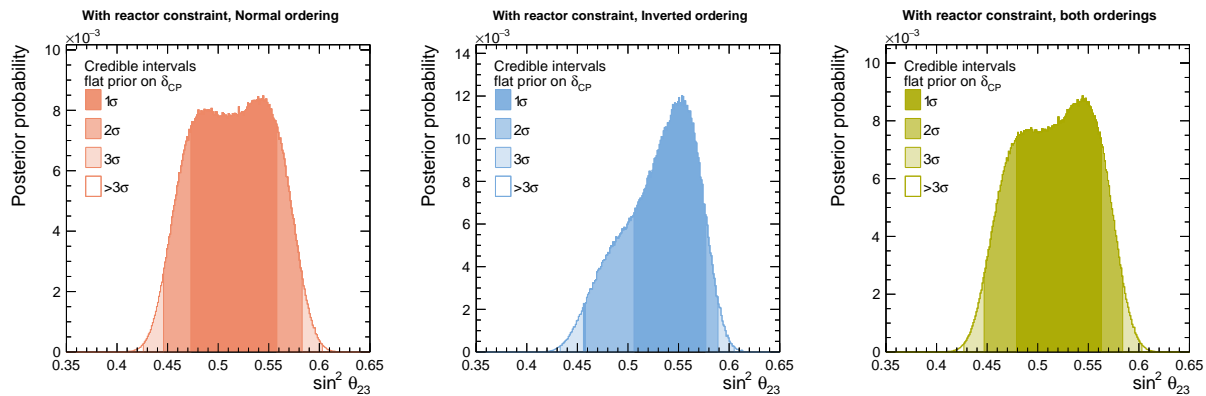 With reactor constraint, Normal ordering
×10⁻³
Posterior probability
10
8
6
4
2
0
Credible intervals
flat prior on δCP
1σ
2σ
3σ
>3σ
0.35 0.4 0.45 0.5 0.55 0.6 0.65
sin² θ₂₃
With reactor constraint, Inverted ordering
×10⁻³
Posterior probability
14
12
10
8
6
4
2
0
Credible intervals
flat prior on δCP
1σ
2σ
3σ
>3σ
0.35 0.4 0.45 0.5 0.55 0.6 0.65
sin² θ₂₃
With reactor constraint, both orderings
×10⁻³
Posterior probability
10
8
6
4
2
0
Credible intervals
flat prior on δCP
1σ
2σ
3σ
>3σ
0.35 0.4 0.45 0.5 0.55 0.6 0.65
sin² θ₂₃